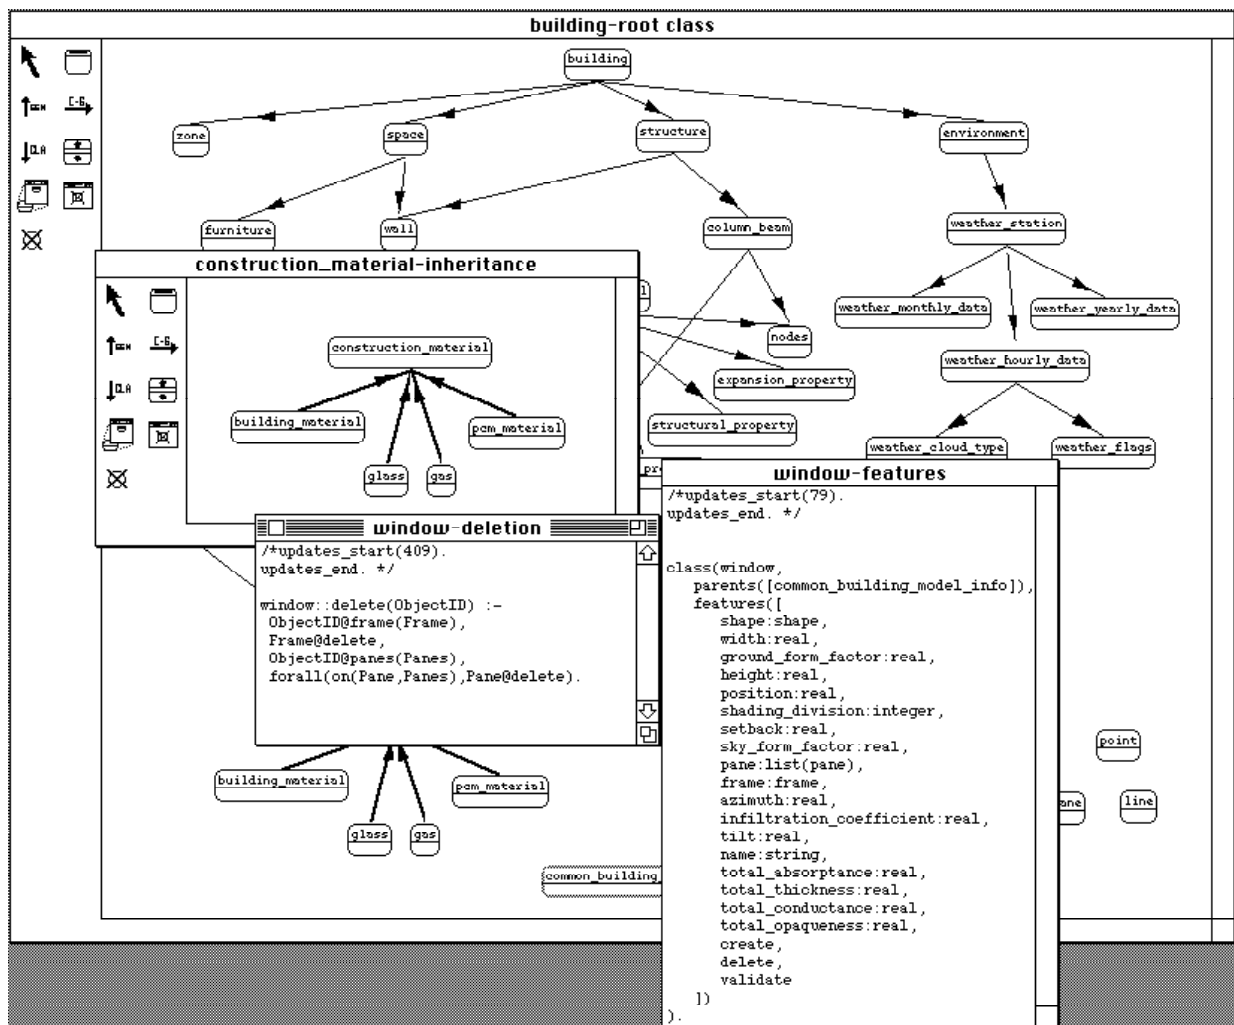 building-root class
building
zone
space
structure
environment
furniture
wall
column_beam
weather_station
weather_monthly_data
weather_yearly_data
nodes
weather_hourly_data
expansion_property
structural_property
weather_cloud_type
weather_flags
construction_material-inheritance
construction_material
building_material
pcm_material
glass
gas
window-deletion
/*updates_start(409).
updates_end. */
window::delete(ObjectID) :-
ObjectID@frame(Frame),
Frame@delete,
ObjectID@panes(Panes),
forall(on(Pane,Panes),Pane@delete).
window-features
/*updates_start(79).
updates_end. */
class(window,
parents([common_building_model_info]),
features([
shape:shape,
width:real,
ground_form_factor:real,
height:real,
position:real,
shading_division:integer,
setback:real,
sky_form_factor:real,
pane:list(pane),
frame:frame,
azimuth:real,
infiltration_coefficient:real,
tilt:real,
name:string,
total_absorptance:real,
total_thickness:real,
total_conductance:real,
total_opaqueness:real,
create,
delete,
validate
])
).
building_material
pcm_material
glass
gas
common_building_
point
line